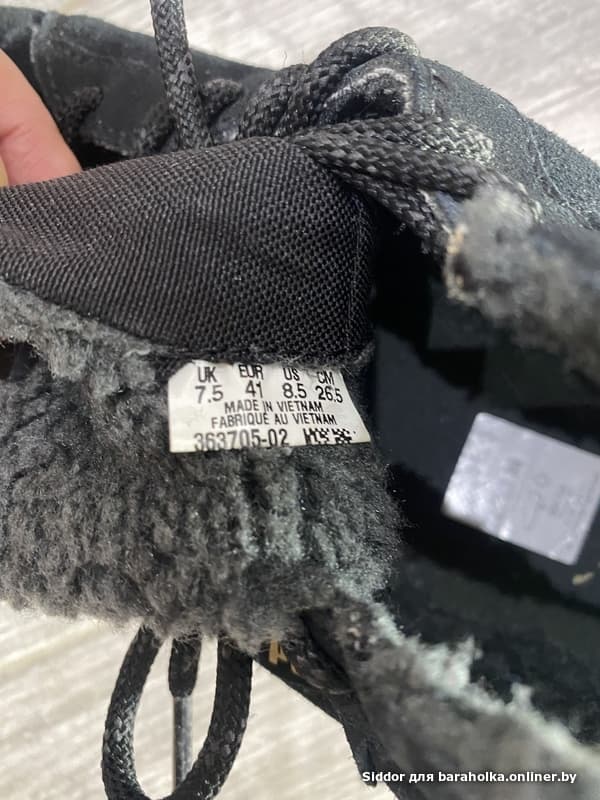 UK EUR US CM
7.5 41 8.5 26.5
MADE IN VIETNAM
FABRIQUÉ AU VIETNAM
363705-02
Siddor для baraholka.onliner.by